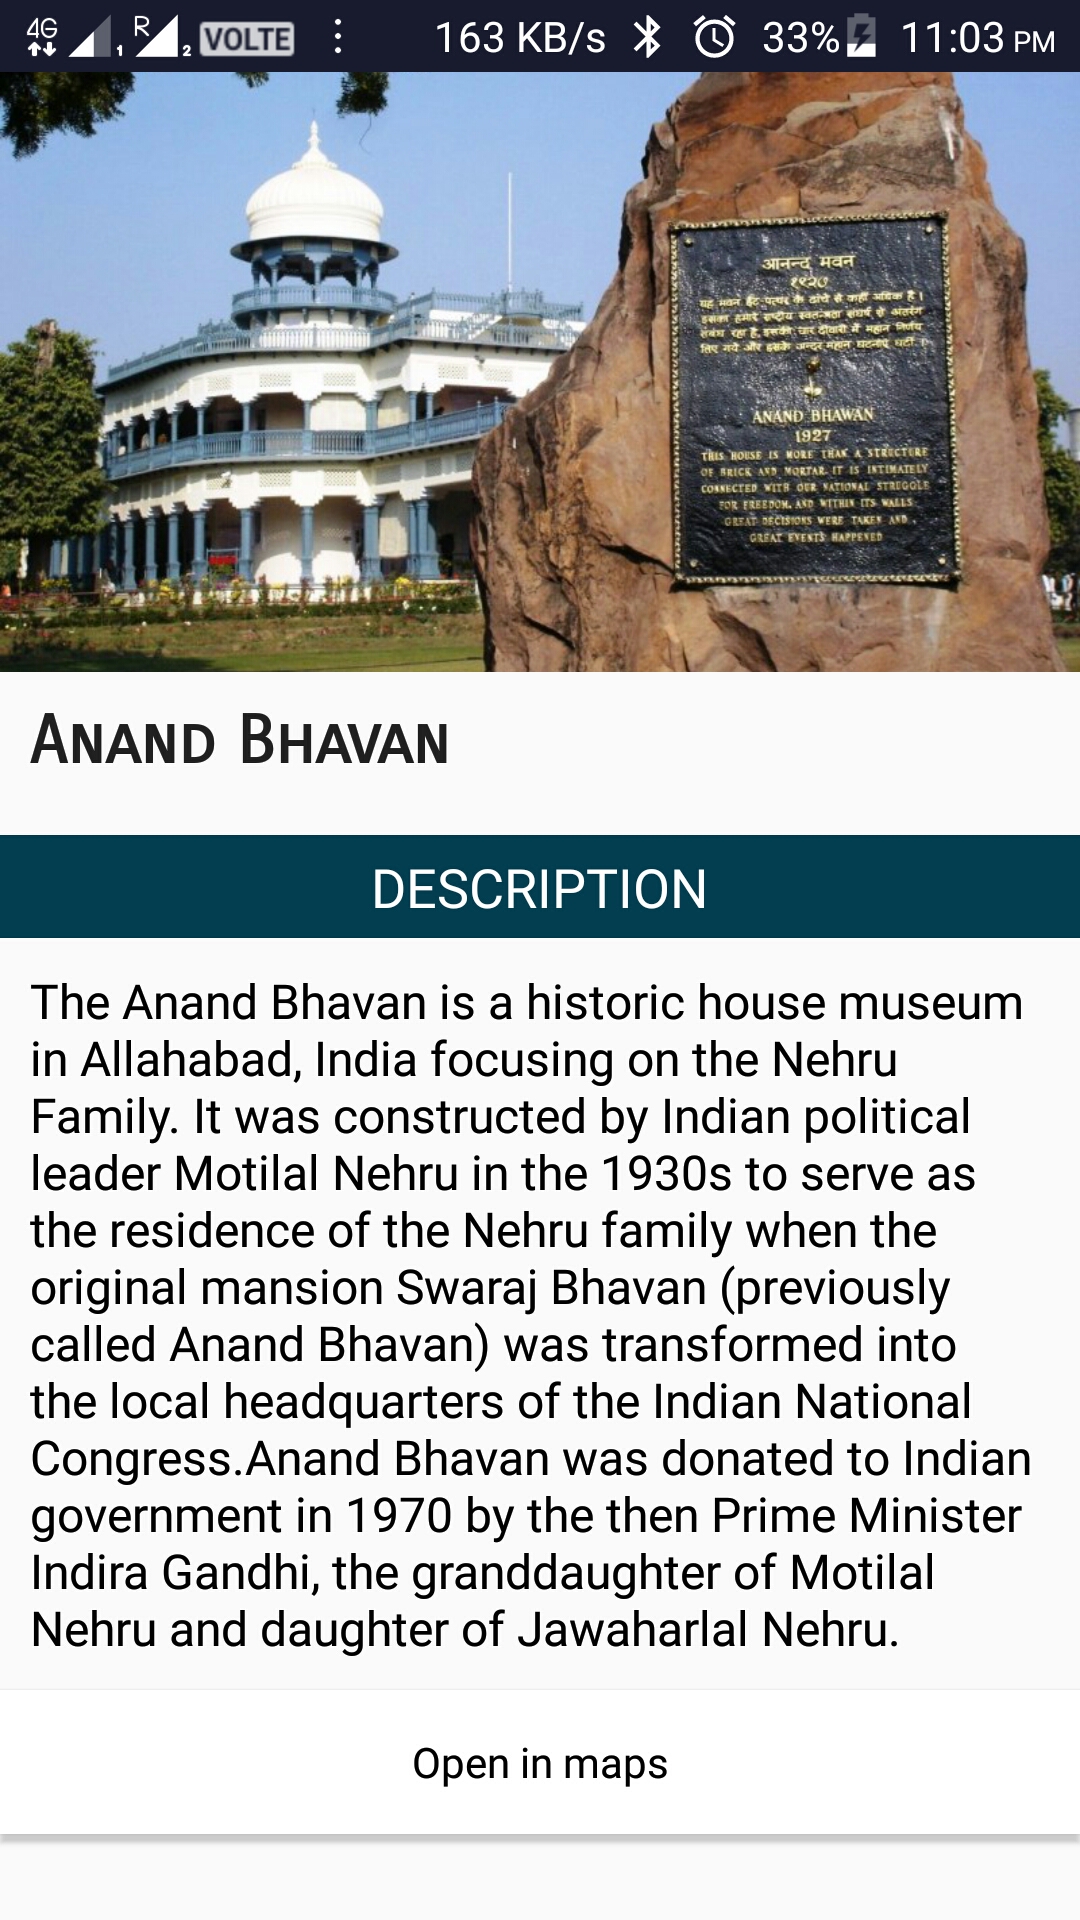 4G 1 R 2 VOLTE 163 KB/s 33% 11:03 PM
आनन्द भवन
१९२७
यह भवन ईंट-पत्थर के ढांचे से कहीं अधिक है।
इसका हमारे राष्ट्रीय स्वतन्त्रता संघर्ष से अंतरंग
संबंध रहा है, इसकी चार दीवारी में महान निर्णय
लिए गये और इसके अन्दर महान घटनाएं घटीं।
ANAND BHAWAN
1927
THIS HOUSE IS MORE THAN A STRUCTURE
OF BRICK AND MORTAR. IT IS INTIMATELY
CONNECTED WITH OUR NATIONAL STRUGGLE
FOR FREEDOM, AND WITHIN ITS WALLS
GREAT DECISIONS WERE TAKEN AND
GREAT EVENTS HAPPENED
ANAND BHAVAN
DESCRIPTION
The Anand Bhavan is a historic house museum
in Allahabad, India focusing on the Nehru
Family. It was constructed by Indian political
leader Motilal Nehru in the 1930s to serve as
the residence of the Nehru family when the
original mansion Swaraj Bhavan (previously
called Anand Bhavan) was transformed into
the local headquarters of the Indian National
Congress.Anand Bhavan was donated to Indian
government in 1970 by the then Prime Minister
Indira Gandhi, the granddaughter of Motilal
Nehru and daughter of Jawaharlal Nehru.
Open in maps